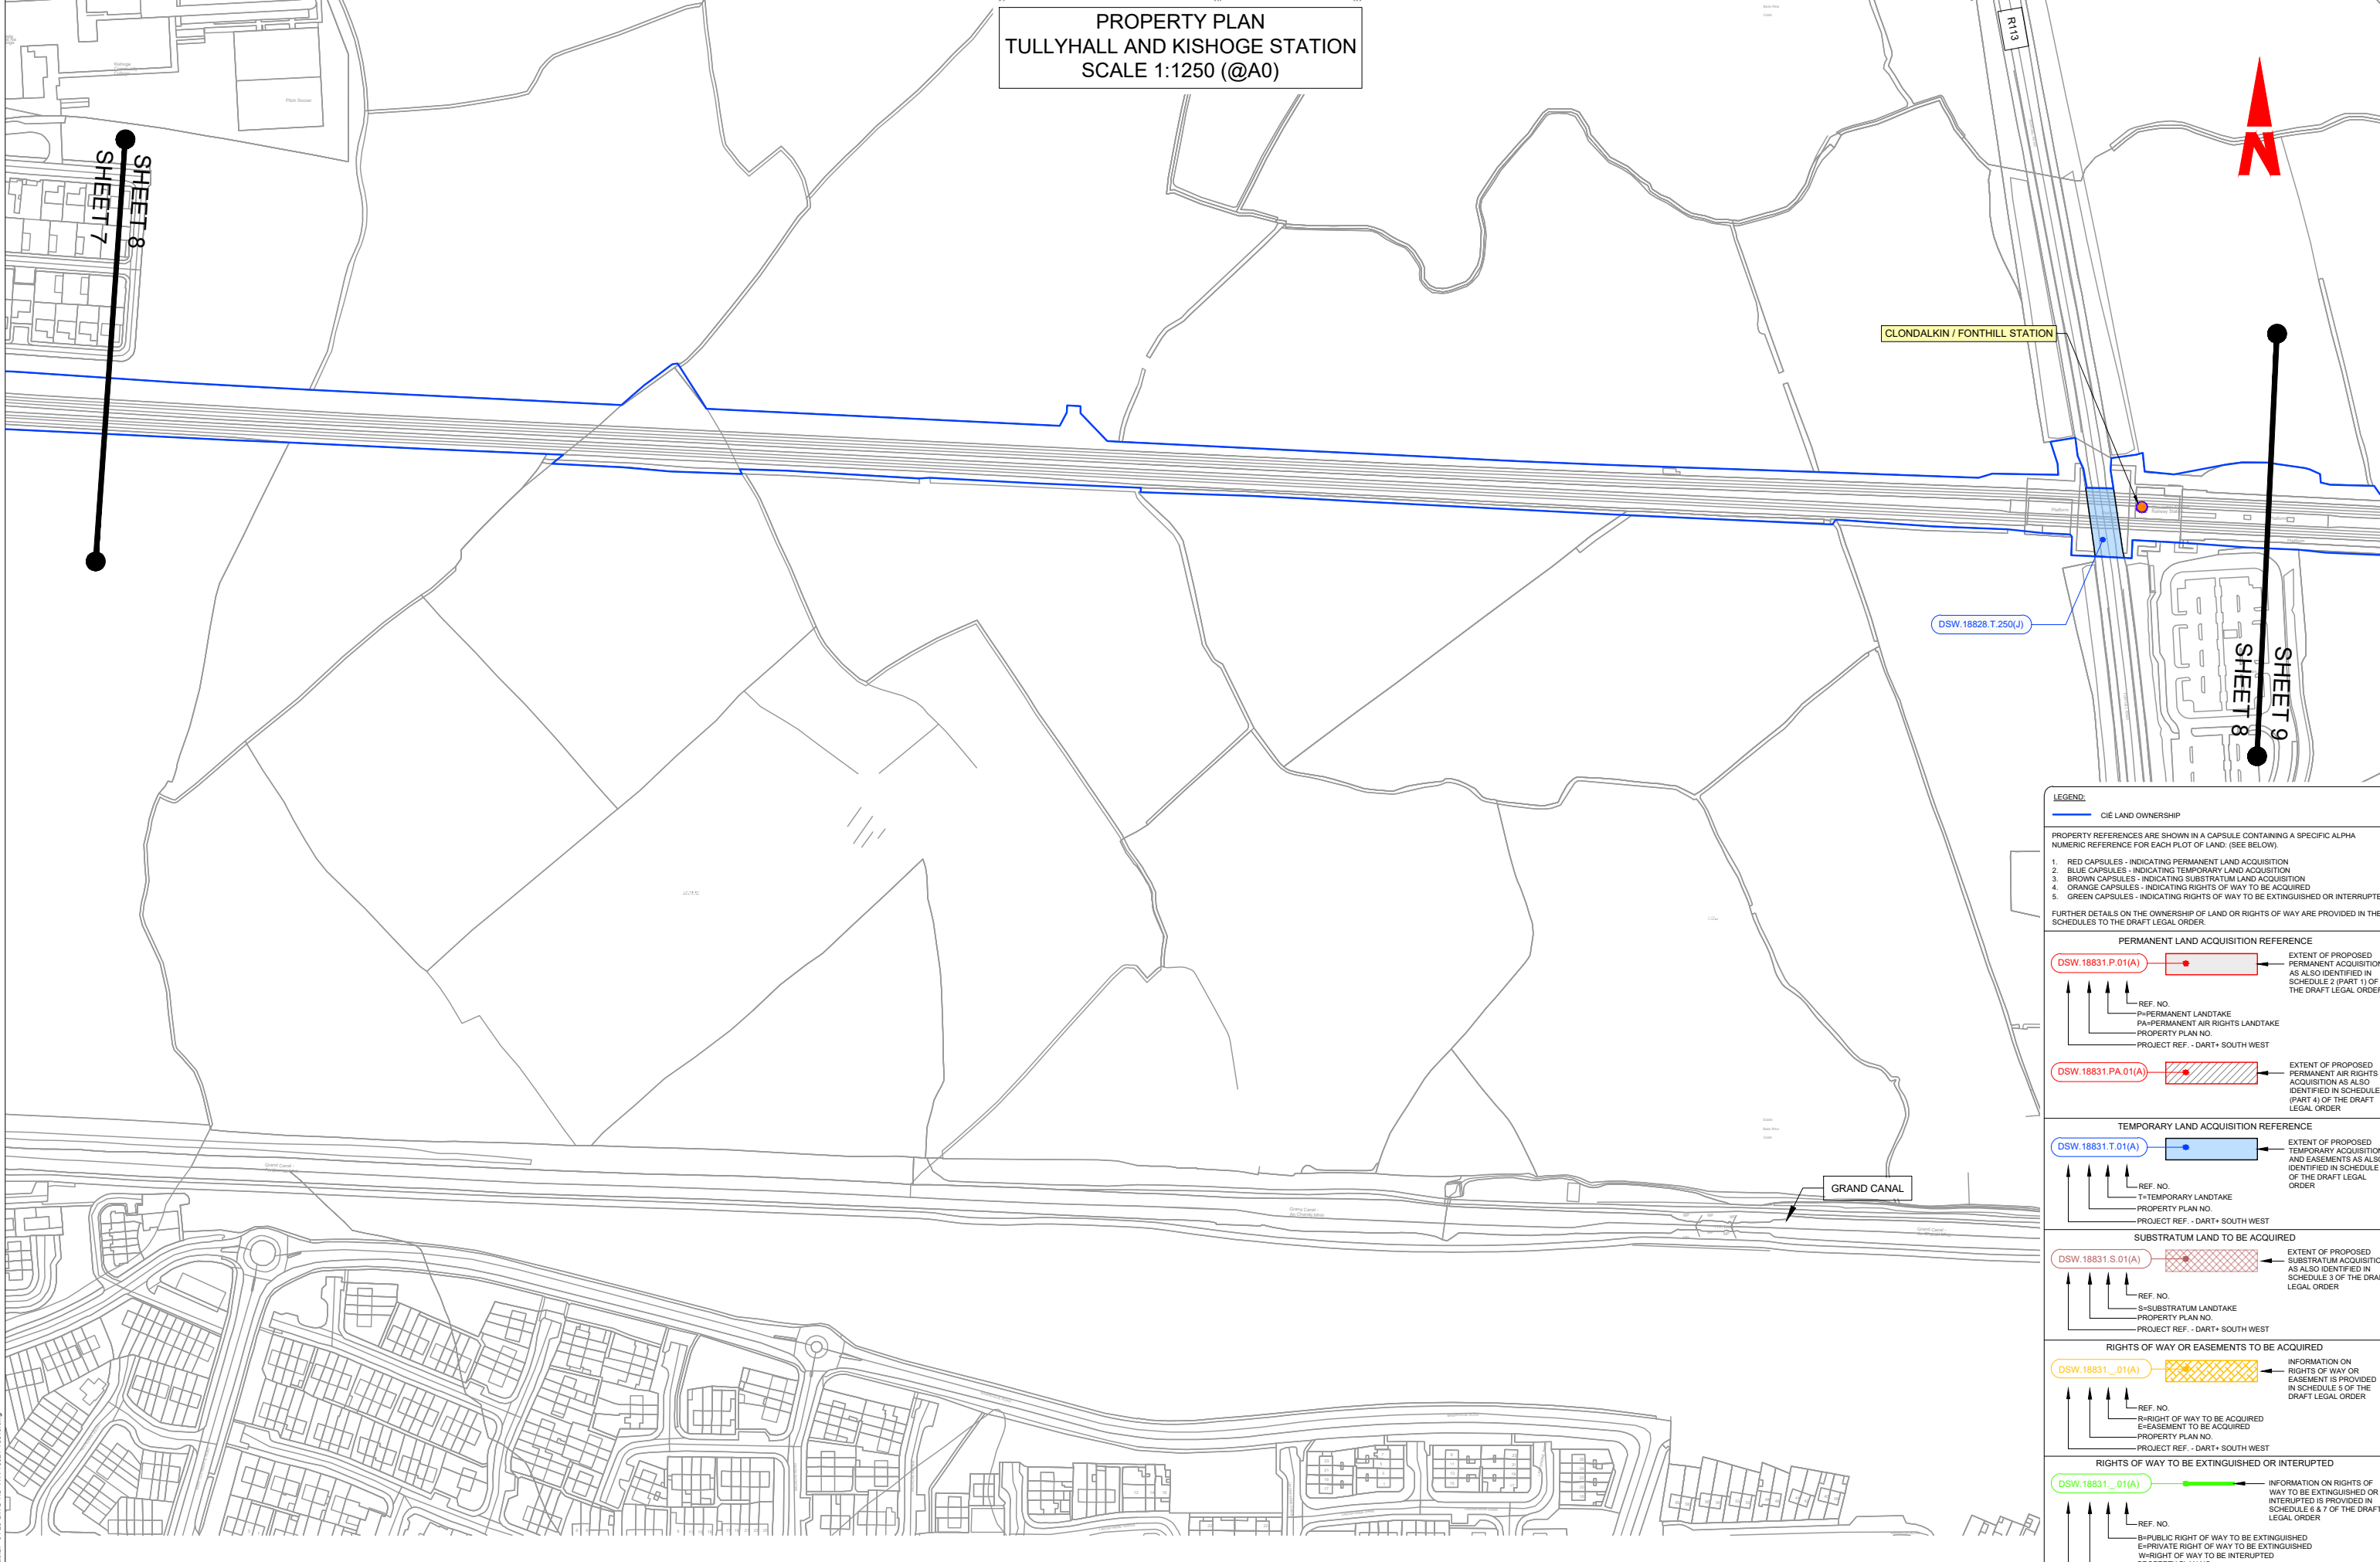 PROPERTY PLAN
TULLYHALL AND KISHOGE STATION
SCALE 1:1250 (@A0)
R113
Kishoge
Community
College
Pitch Soccer
SHEET 8
SHEET 7
CLONDALKIN / FONTHILL STATION
Platform
Platform
Platform
DSW.18828.T.250(J)
SHEET 9
SHEET 8
GRAND CANAL
Grand Canal -
Grand Canal -
Grand Canal -
LEGEND:
CIÉ LAND OWNERSHIP
PROPERTY REFERENCES ARE SHOWN IN A CAPSULE CONTAINING A SPECIFIC ALPHA
NUMERIC REFERENCE FOR EACH PLOT OF LAND: (SEE BELOW).
1. RED CAPSULES - INDICATING PERMANENT LAND ACQUISITION
2. BLUE CAPSULES - INDICATING TEMPORARY LAND ACQUSITION
3. BROWN CAPSULES - INDICATING SUBSTRATUM LAND ACQUISITION
4. ORANGE CAPSULES - INDICATING RIGHTS OF WAY TO BE ACQUIRED
5. GREEN CAPSULES - INDICATING RIGHTS OF WAY TO BE EXTINGUISHED OR INTERRUPTE
FURTHER DETAILS ON THE OWNERSHIP OF LAND OR RIGHTS OF WAY ARE PROVIDED IN THE
SCHEDULES TO THE DRAFT LEGAL ORDER.
PERMANENT LAND ACQUISITION REFERENCE
DSW.18831.P.01(A)
EXTENT OF PROPOSED
PERMANENT ACQUISITION
AS ALSO IDENTIFIED IN
SCHEDULE 2 (PART 1) OF
THE DRAFT LEGAL ORDER
REF. NO.
P=PERMANENT LANDTAKE
PA=PERMANENT AIR RIGHTS LANDTAKE
PROPERTY PLAN NO.
PROJECT REF. - DART+ SOUTH WEST
DSW.18831.PA.01(A)
EXTENT OF PROPOSED
PERMANENT AIR RIGHTS
ACQUISITION AS ALSO
IDENTIFIED IN SCHEDULE
(PART 4) OF THE DRAFT
LEGAL ORDER
TEMPORARY LAND ACQUISITION REFERENCE
DSW.18831.T.01(A)
EXTENT OF PROPOSED
TEMPORARY ACQUISITION
AND EASEMENTS AS ALSO
IDENTIFIED IN SCHEDULE
OF THE DRAFT LEGAL
ORDER
REF. NO.
T=TEMPORARY LANDTAKE
PROPERTY PLAN NO.
PROJECT REF. - DART+ SOUTH WEST
SUBSTRATUM LAND TO BE ACQUIRED
DSW.18831.S.01(A)
EXTENT OF PROPOSED
SUBSTRATUM ACQUISITIO
AS ALSO IDENTIFIED IN
SCHEDULE 3 OF THE DRA
LEGAL ORDER
REF. NO.
S=SUBSTRATUM LANDTAKE
PROPERTY PLAN NO.
PROJECT REF. - DART+ SOUTH WEST
RIGHTS OF WAY OR EASEMENTS TO BE ACQUIRED
DSW.18831._.01(A)
INFORMATION ON
RIGHTS OF WAY OR
EASEMENT IS PROVIDED
IN SCHEDULE 5 OF THE
DRAFT LEGAL ORDER
REF. NO.
R=RIGHT OF WAY TO BE ACQUIRED
E=EASEMENT TO BE ACQUIRED
PROPERTY PLAN NO.
PROJECT REF. - DART+ SOUTH WEST
RIGHTS OF WAY TO BE EXTINGUISHED OR INTERUPTED
DSW.18831._.01(A)
INFORMATION ON RIGHTS OF
WAY TO BE EXTINGUISHED OR
INTERUPTED IS PROVIDED IN
SCHEDULE 6 & 7 OF THE DRAFT
LEGAL ORDER
REF. NO.
B=PUBLIC RIGHT OF WAY TO BE EXTINGUISHED
E=PRIVATE RIGHT OF WAY TO BE EXTINGUISHED
W=RIGHT OF WAY TO BE INTERUPTED